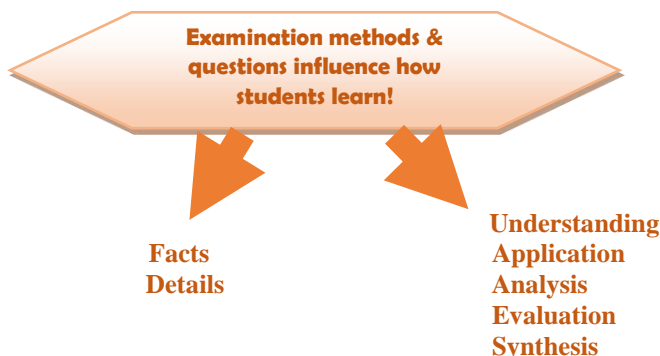 Examination methods &
questions influence how
students learn!
Facts
Details
Understanding
Application
Analysis
Evaluation
Synthesis